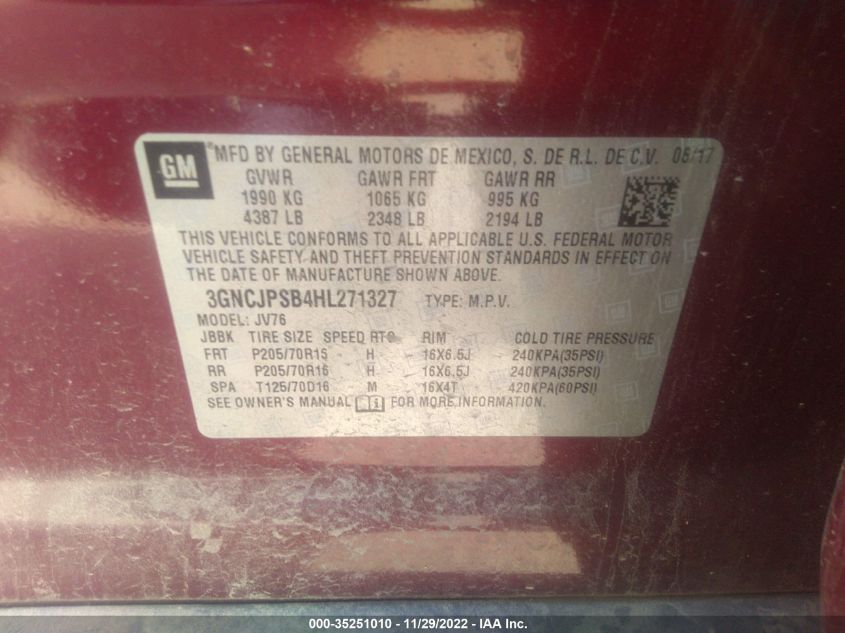 GM
®MFD BY GENERAL MOTORS DE MEXICO, S. DE R.L. DE C.V. 06/17
GVWR GAWR FRT GAWR RR
1990 KG 1065 KG 995 KG
4387 LB 2348 LB 2194 LB
THIS VEHICLE CONFORMS TO ALL APPLICABLE U.S. FEDERAL MOTOR
VEHICLE SAFETY AND THEFT PREVENTION STANDARDS IN EFFECT ON
THE DATE OF MANUFACTURE SHOWN ABOVE.
3GNCJPSB4HL271327 TYPE: M.P.V.
MODEL: JV76
JBBK TIRE SIZE SPEED RTG RIM COLD TIRE PRESSURE
FRT P205/70R16 H 16X6.5J 240KPA(35PSI)
RR P205/70R16 H 16X6.5J 240KPA(35PSI)
SPA T125/70D16 M 16X4T 420KPA(60PSI)
SEE OWNER'S MANUAL FOR MORE INFORMATION.
000-35251010 - 11/29/2022 - IAA Inc.